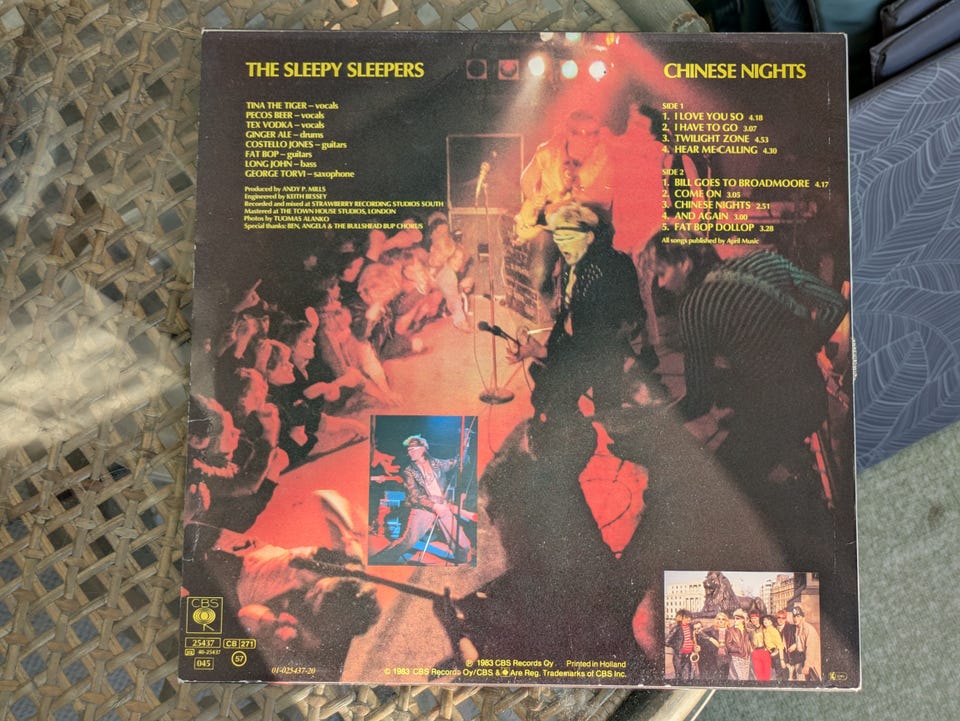 THE SLEEPY SLEEPERS
TINA THE TIGER – vocals
PECOS BEER – vocals
TEX VODKA – vocals
GINGER ALE – drums
COSTELLO JONES – guitars
FAT BOP – guitars
LONG JOHN – bass
GEORGE TORVI – saxophone
Produced by ANDY P. MILLS
Engineered by KEITH BESSEY
Recorded and mixed at STRAWBERRY RECORDING STUDIOS SOUTH
Mastered at THE TOWN HOUSE STUDIOS, LONDON
Photos by TUOMAS ALANKO
Special thanks: BEN, ANGELA & THE BULLSHEAD BUP CHORUS
CHINESE NIGHTS
SIDE 1
1. I LOVE YOU SO 4.18
2. I HAVE TO GO 3.07
3. TWILIGHT ZONE 4.53
4. HEAR ME-CALLING 4.30
SIDE 2
1. BILL GOES TO BROADMOORE 4.17
2. COME ON 3.05
3. CHINESE NIGHTS 2.51
4. AND AGAIN 3.00
5. FAT BOP DOLLOP 3.28
All songs published by April Music
CBS
25437 CB 271
40-25437
045 57
01-025437-20
℗ 1983 CBS Records Oy Printed in Holland
© 1983 CBS Records Oy/CBS & Are Reg. Trademarks of CBS Inc.